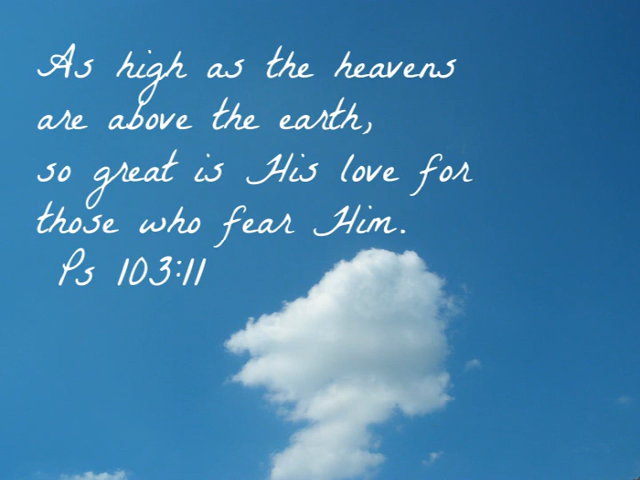 As high as the heavens
are above the earth,
so great is His love for
those who fear Him.
Ps 103:11